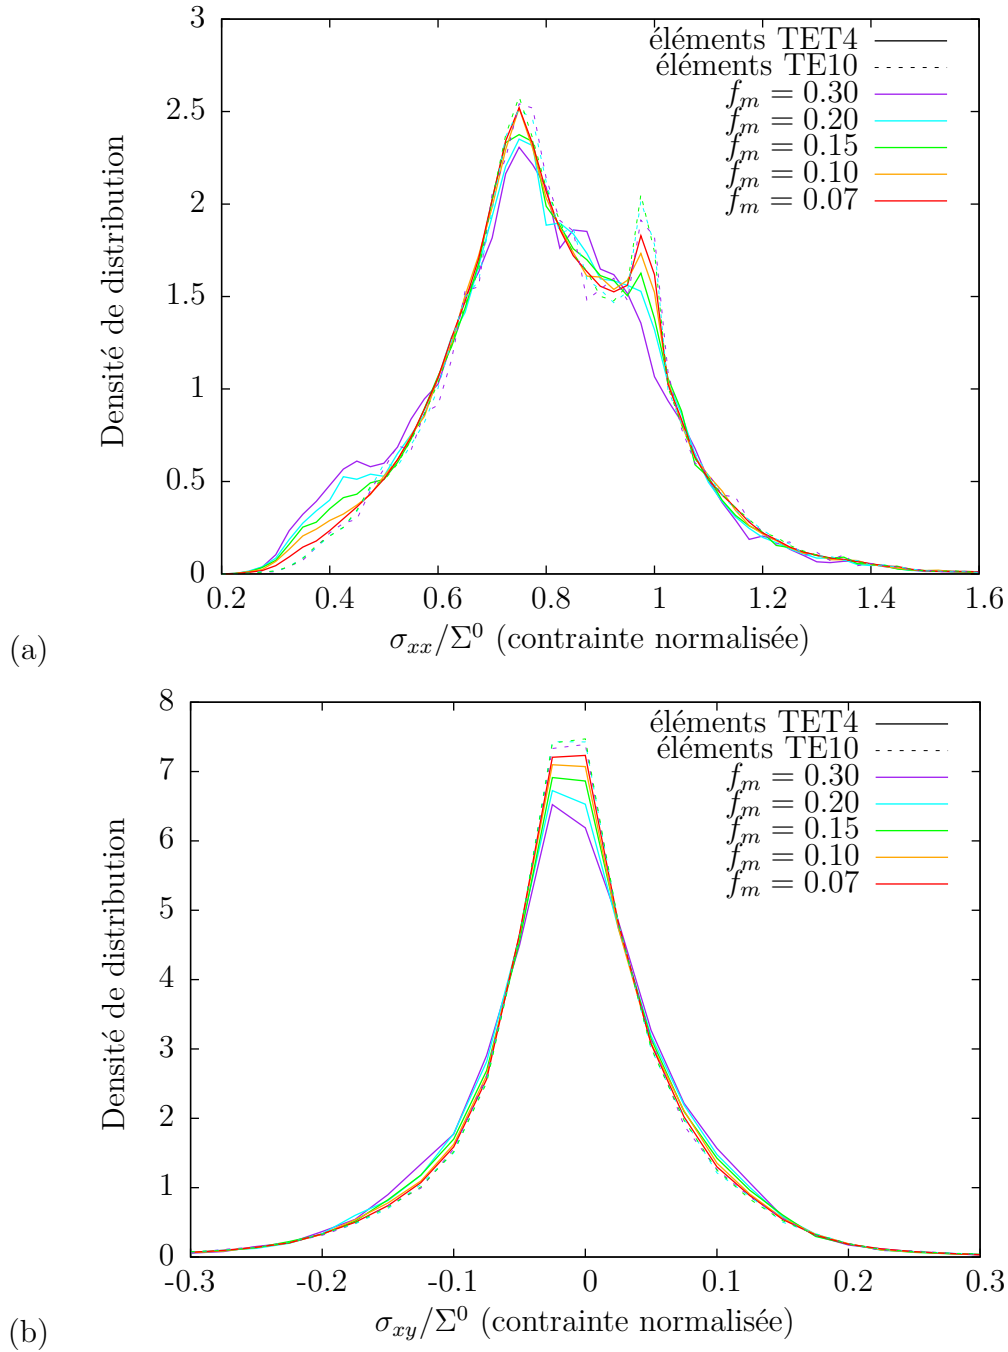 3
2.5
2
1.5
1
0.5
0
Densité de distribution
éléments TET4
éléments TE10
f_m = 0.30
f_m = 0.20
f_m = 0.15
f_m = 0.10
f_m = 0.07
0.2 0.4 0.6 0.8 1 1.2 1.4 1.6
σ_xx/Σ⁰ (contrainte normalisée)
(a)
8
7
6
5
4
3
2
1
0
Densité de distribution
éléments TET4
éléments TE10
f_m = 0.30
f_m = 0.20
f_m = 0.15
f_m = 0.10
f_m = 0.07
-0.3 -0.2 -0.1 0 0.1 0.2 0.3
σ_xy/Σ⁰ (contrainte normalisée)
(b)